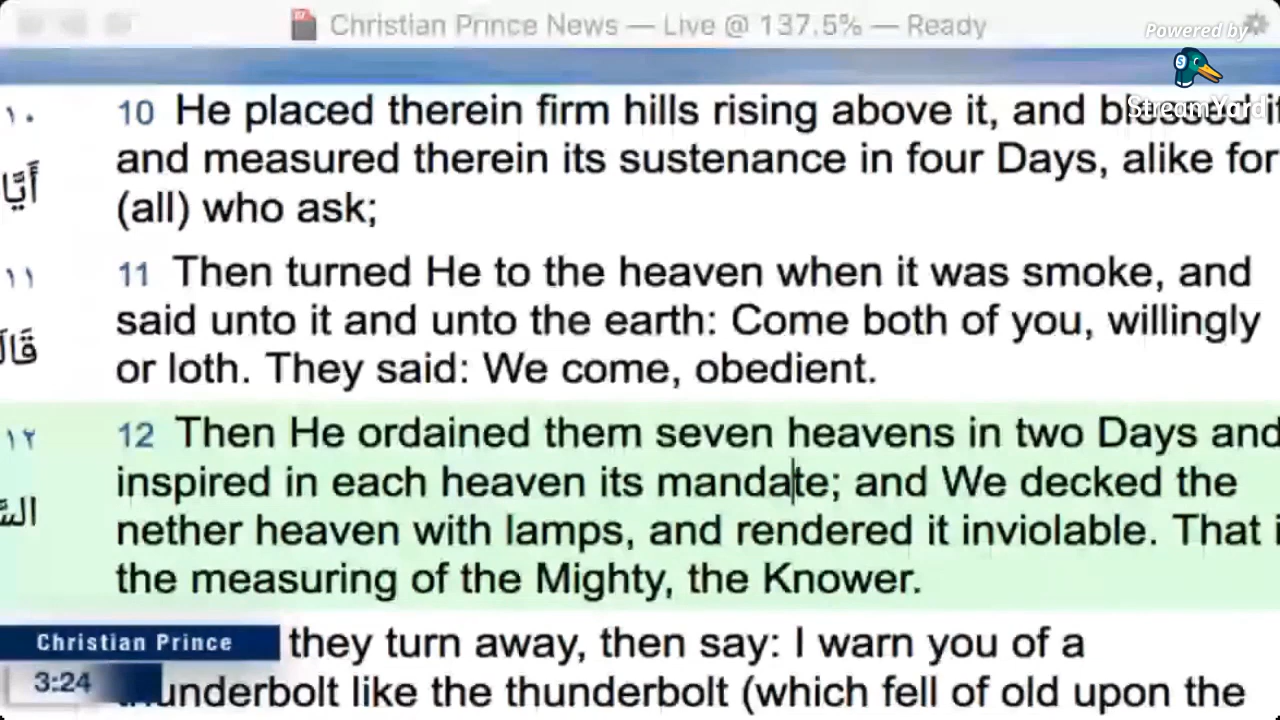 Christian Prince News — Live @ 137.5% — Ready
Powered by
StreamYard
١٠ 10 He placed therein firm hills rising above it, and blessed it
and measured therein its sustenance in four Days, alike for
أَيَّا
(all) who ask;
١١ 11 Then turned He to the heaven when it was smoke, and
said unto it and unto the earth: Come both of you, willingly
قَالَ
or loth. They said: We come, obedient.
١٢ 12 Then He ordained them seven heavens in two Days and
inspired in each heaven its mandate; and We decked the
nether heaven with lamps, and rendered it inviolable. That i
the measuring of the Mighty, the Knower.
Christian Prince
they turn away, then say: I warn you of a
3:24
thunderbolt like the thunderbolt (which fell of old upon the